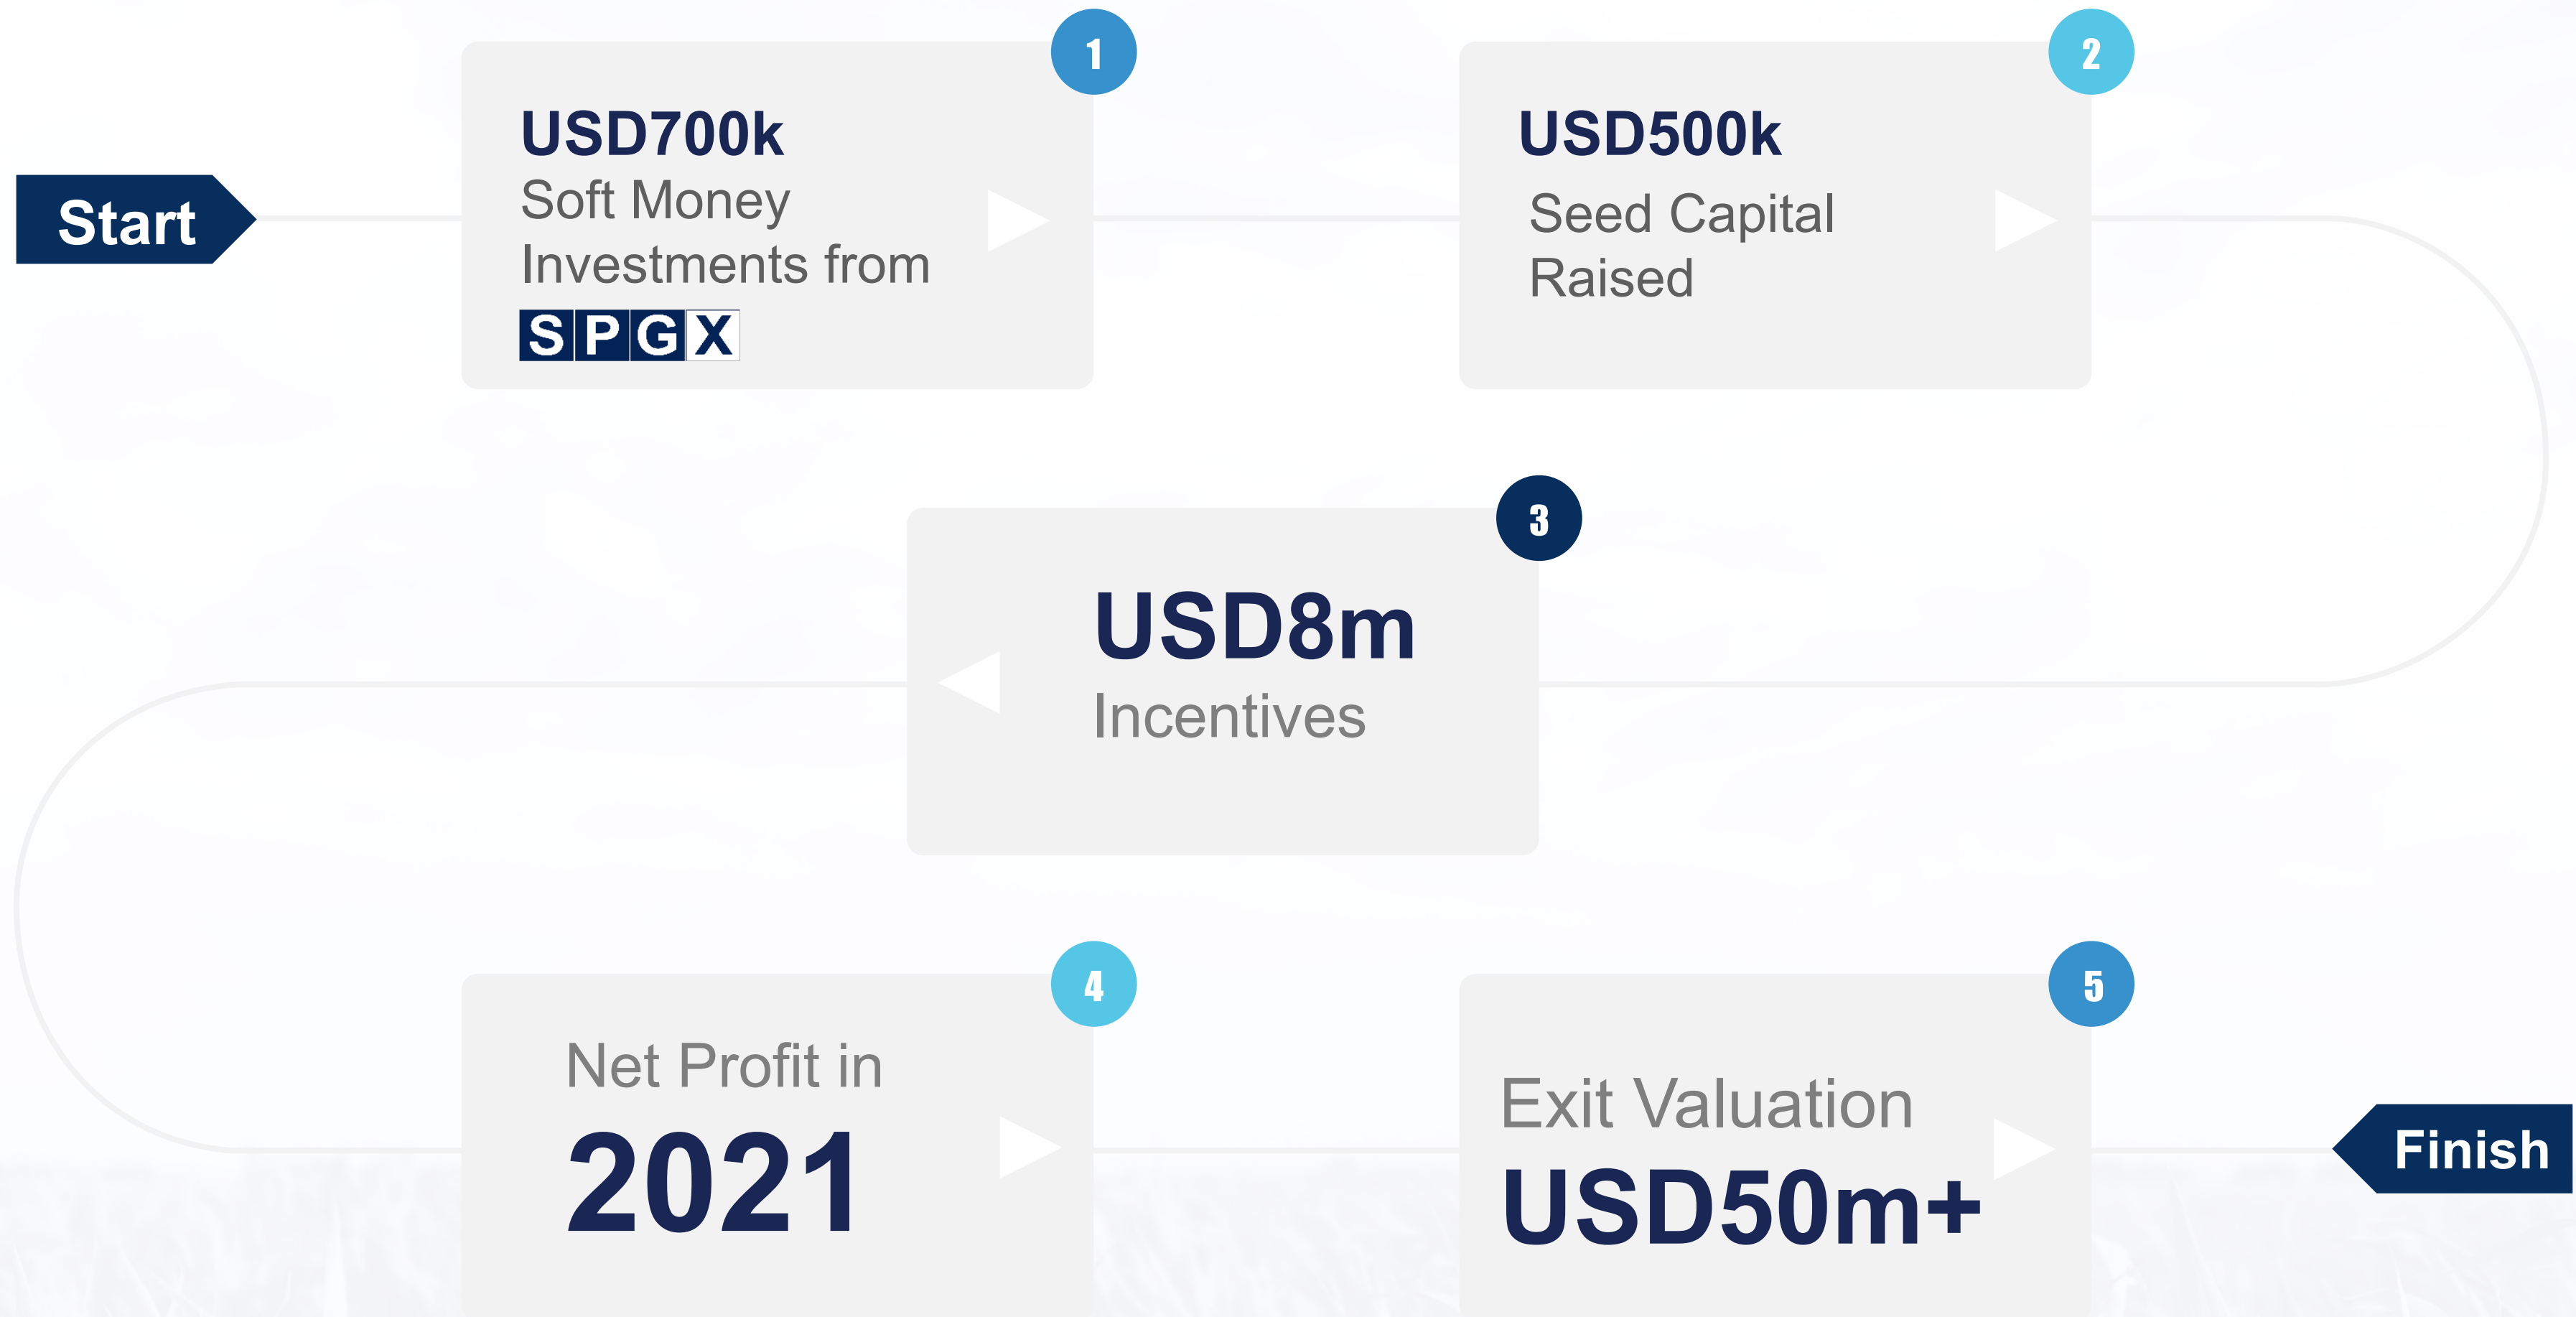 Start
1
USD700k
Soft Money
Investments from
SPGX
2
USD500k
Seed Capital
Raised
3
USD8m
Incentives
4
Net Profit in
2021
5
Exit Valuation
USD50m+
Finish